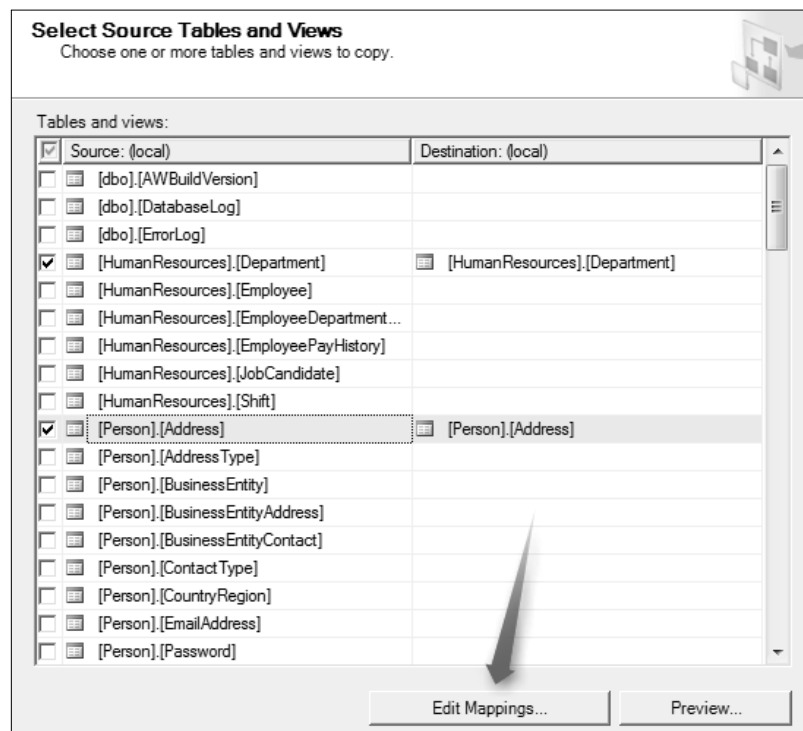 Select Source Tables and Views
Choose one or more tables and views to copy.
Tables and views:
Source: (local) Destination: (local)
[dbo].[AWBuildVersion]
[dbo].[DatabaseLog]
[dbo].[ErrorLog]
[HumanResources].[Department] [HumanResources].[Department]
[HumanResources].[Employee]
[HumanResources].[EmployeeDepartment...
[HumanResources].[EmployeePayHistory]
[HumanResources].[JobCandidate]
[HumanResources].[Shift]
[Person].[Address] [Person].[Address]
[Person].[AddressType]
[Person].[BusinessEntity]
[Person].[BusinessEntityAddress]
[Person].[BusinessEntityContact]
[Person].[ContactType]
[Person].[CountryRegion]
[Person].[EmailAddress]
[Person].[Password]
Edit Mappings... Preview...